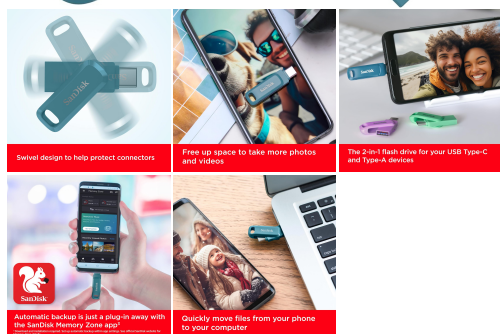 SanDisk
Swivel design to help protect connectors
Free up space to take more photos
and videos
SanDisk
The 2-in-1 flash drive for your USB Type-C
and Type-A devices
SanDisk
Automatic backup is just a plug-in away with
the SanDisk Memory Zone app³
Quickly move files from your phone
to your computer